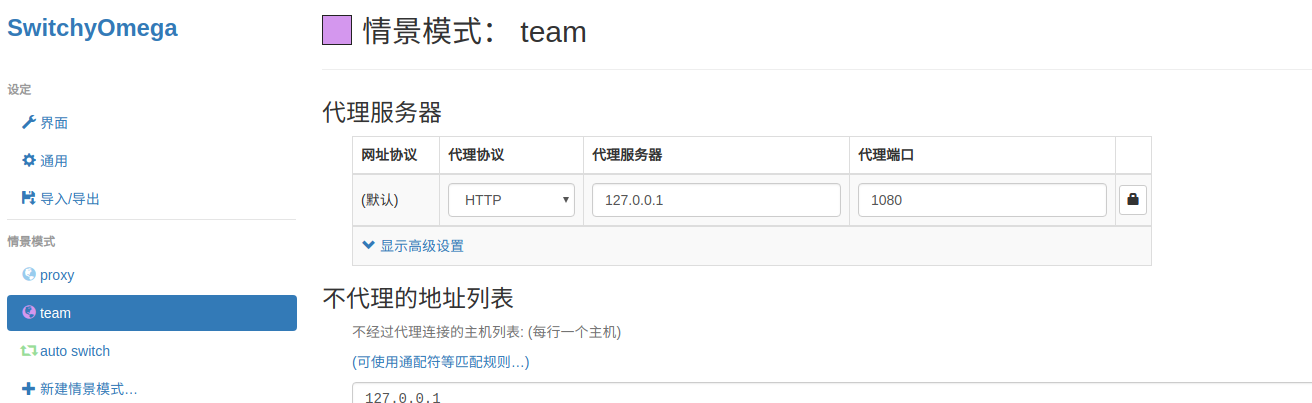 SwitchyOmega
设定
界面
通用
导入/导出
情景模式
proxy
team
auto switch
新建情景模式…
情景模式： team
代理服务器
网址协议 代理协议 代理服务器 代理端口
(默认) HTTP 127.0.0.1 1080
显示高级设置
不代理的地址列表
不经过代理连接的主机列表: (每行一个主机)
(可使用通配符等匹配规则…)
127.0.0.1